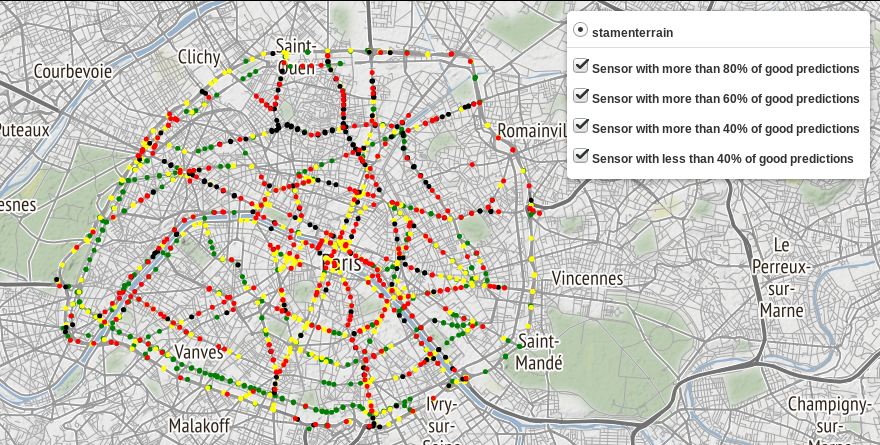 stamenterrain
Sensor with more than 80% of good predictions
Sensor with more than 60% of good predictions
Sensor with more than 40% of good predictions
Sensor with less than 40% of good predictions
Saint-
Ouen
Clichy
Courbevoie
Puteaux
Romainvil
esnes
Paris
Vincennes
Le
Perreux-
sur-
Marne
Saint-
Mandé
Vanves
Malakoff
Ivry-
sur-
Seine
Champigny-
sur-
Marne